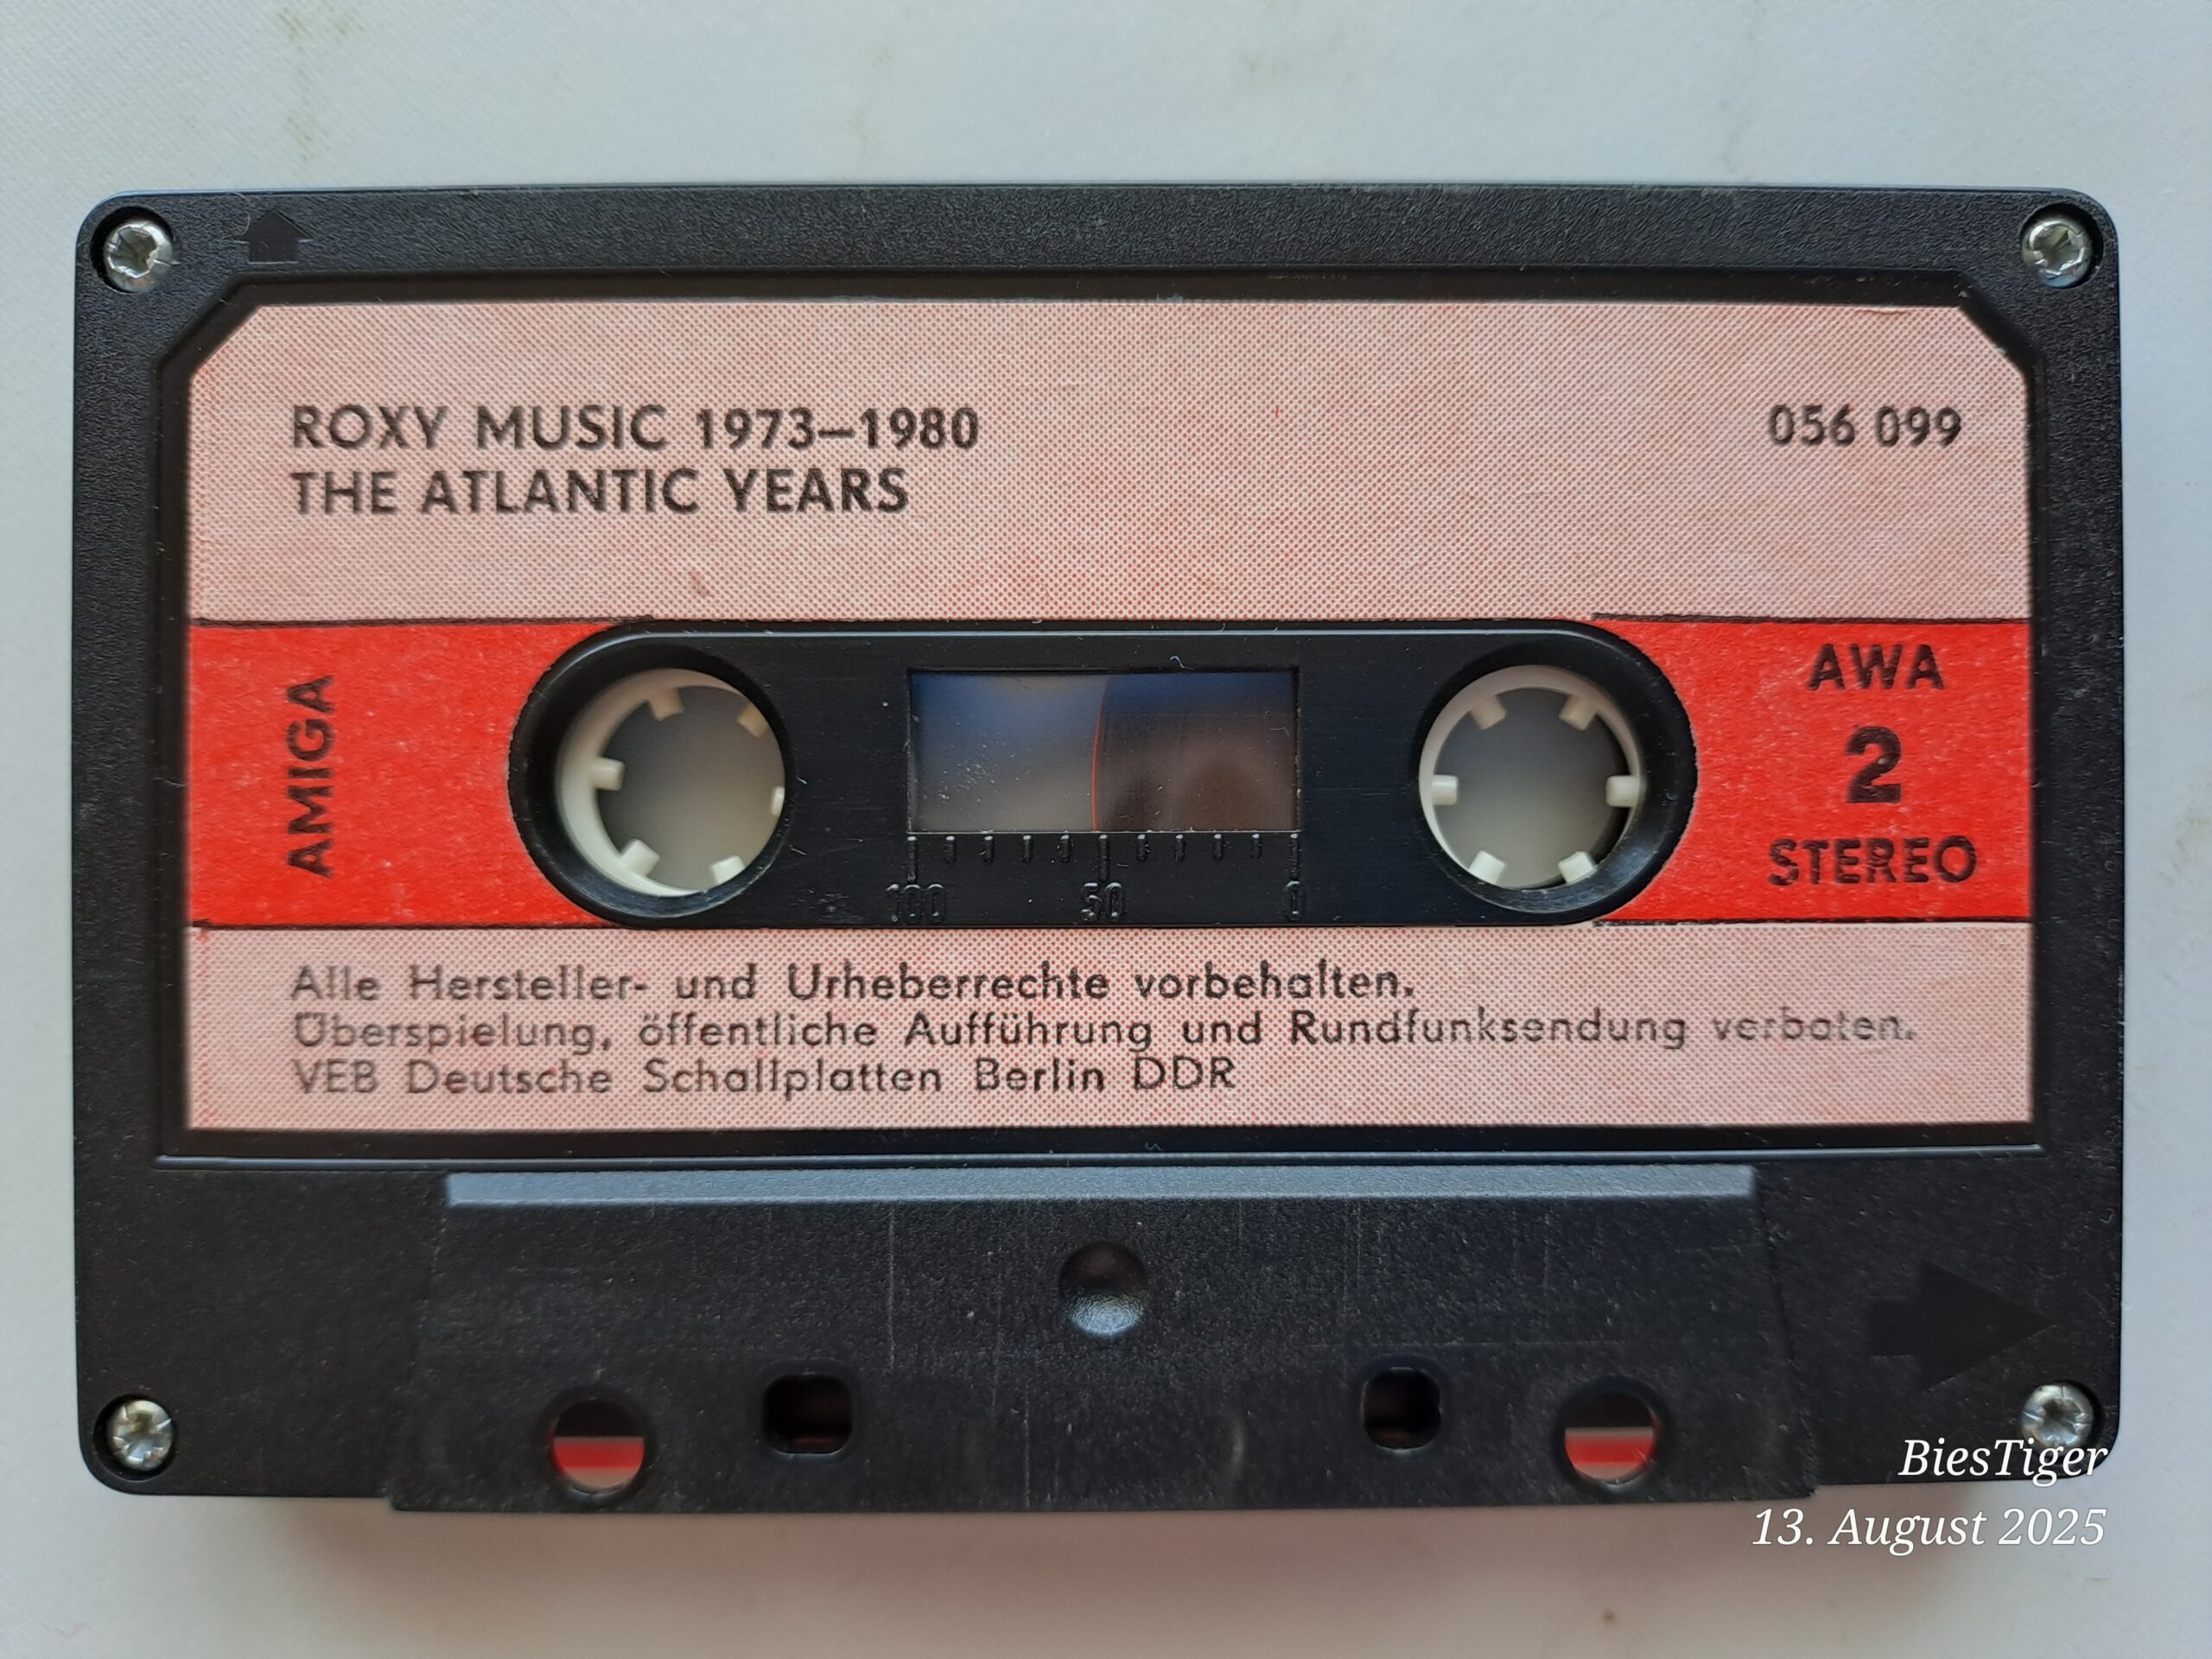 ROXY MUSIC 1973–1980
THE ATLANTIC YEARS
056 099
AMIGA
AWA
2
STEREO
100 50 0
Alle Hersteller- und Urheberrechte vorbehalten.
Überspielung, öffentliche Aufführung und Rundfunksendung verboten.
VEB Deutsche Schallplatten Berlin DDR
BiesTiger
13. August 2025